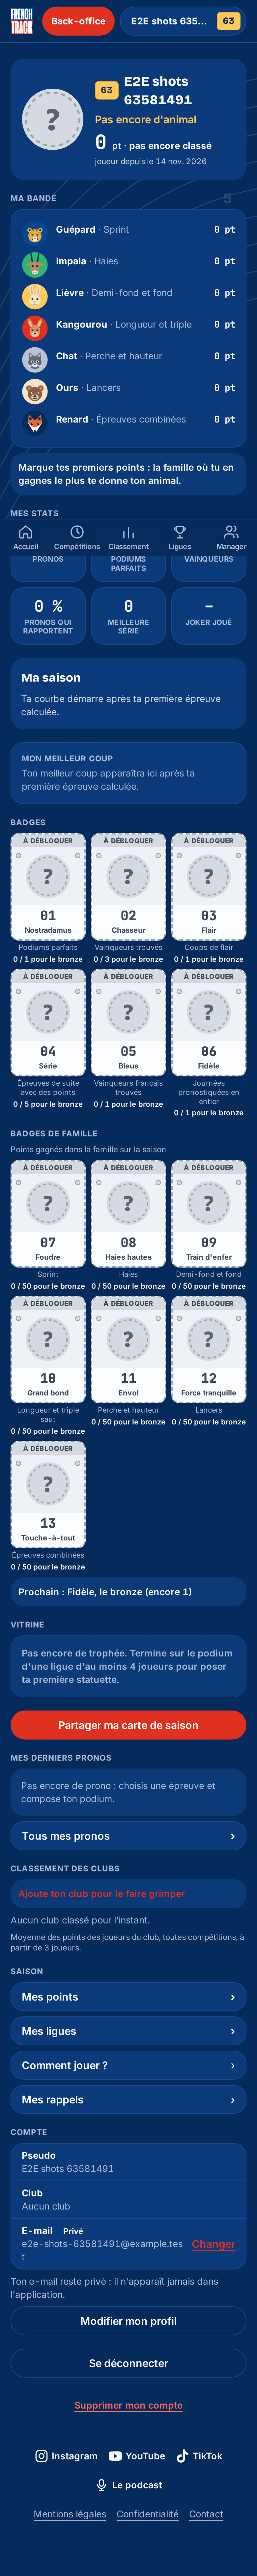 FRENCH
TRACK
Back-office
E2E shots 635...
63
63
E2E shots
63581491
Pas encore d'animal
0 pt · pas encore classé
joueur depuis le 14 nov. 2026
5
MA BANDE
Guépard · Sprint 0 pt
Impala · Haies 0 pt
Lièvre · Demi-fond et fond 0 pt
Kangourou · Longueur et triple 0 pt
Chat · Perche et hauteur 0 pt
Ours · Lancers 0 pt
Renard · Épreuves combinées 0 pt
Marque tes premiers points : la famille où tu en
gagnes le plus te donne ton animal.
MES STATS
Accueil
Compétitions
Classement
Ligues
Manager
PRONOS
PODIUMS
PARFAITS
VAINQUEURS
0 %
PRONOS QUI
RAPPORTENT
0
MEILLEURE
SÉRIE
–
JOKER JOUÉ
Ma saison
Ta courbe démarre après ta première épreuve
calculée.
MON MEILLEUR COUP
Ton meilleur coup apparaîtra ici après ta
première épreuve calculée.
BADGES
À DÉBLOQUER
?
01
Nostradamus
Podiums parfaits
0 / 1 pour le bronze
À DÉBLOQUER
?
02
Chasseur
Vainqueurs trouvés
0 / 3 pour le bronze
À DÉBLOQUER
?
03
Flair
Coups de flair
0 / 1 pour le bronze
À DÉBLOQUER
?
04
Série
Épreuves de suite
avec des points
0 / 5 pour le bronze
À DÉBLOQUER
?
05
Bleus
Vainqueurs français
trouvés
0 / 1 pour le bronze
À DÉBLOQUER
?
06
Fidèle
Journées
pronostiquées en
entier
0 / 1 pour le bronze
BADGES DE FAMILLE
Points gagnés dans la famille sur la saison
À DÉBLOQUER
?
07
Foudre
Sprint
0 / 50 pour le bronze
À DÉBLOQUER
?
08
Haies hautes
Haies
0 / 50 pour le bronze
À DÉBLOQUER
?
09
Train d'enfer
Demi-fond et fond
0 / 50 pour le bronze
À DÉBLOQUER
?
10
Grand bond
Longueur et triple
saut
0 / 50 pour le bronze
À DÉBLOQUER
?
11
Envol
Perche et hauteur
0 / 50 pour le bronze
À DÉBLOQUER
?
12
Force tranquille
Lancers
0 / 50 pour le bronze
À DÉBLOQUER
?
13
Touche-à-tout
Épreuves combinées
0 / 50 pour le bronze
Prochain : Fidèle, le bronze (encore 1)
VITRINE
Pas encore de trophée. Termine sur le podium
d'une ligue d'au moins 4 joueurs pour poser
ta première statuette.
Partager ma carte de saison
MES DERNIERS PRONOS
Pas encore de prono : choisis une épreuve et
compose ton podium.
Tous mes pronos ›
CLASSEMENT DES CLUBS
Ajoute ton club pour le faire grimper
Aucun club classé pour l'instant.
Moyenne des points des joueurs du club, toutes compétitions, à
partir de 3 joueurs.
SAISON
Mes points ›
Mes ligues ›
Comment jouer ? ›
Mes rappels ›
COMPTE
Pseudo
E2E shots 63581491
Club
Aucun club
E-mail Privé
e2e-shots-63581491@example.tes
t
Changer
Ton e-mail reste privé : il n'apparaît jamais dans
l'application.
Modifier mon profil
Se déconnecter
Supprimer mon compte
Instagram
YouTube
TikTok
Le podcast
Mentions légales
Confidentialité
Contact